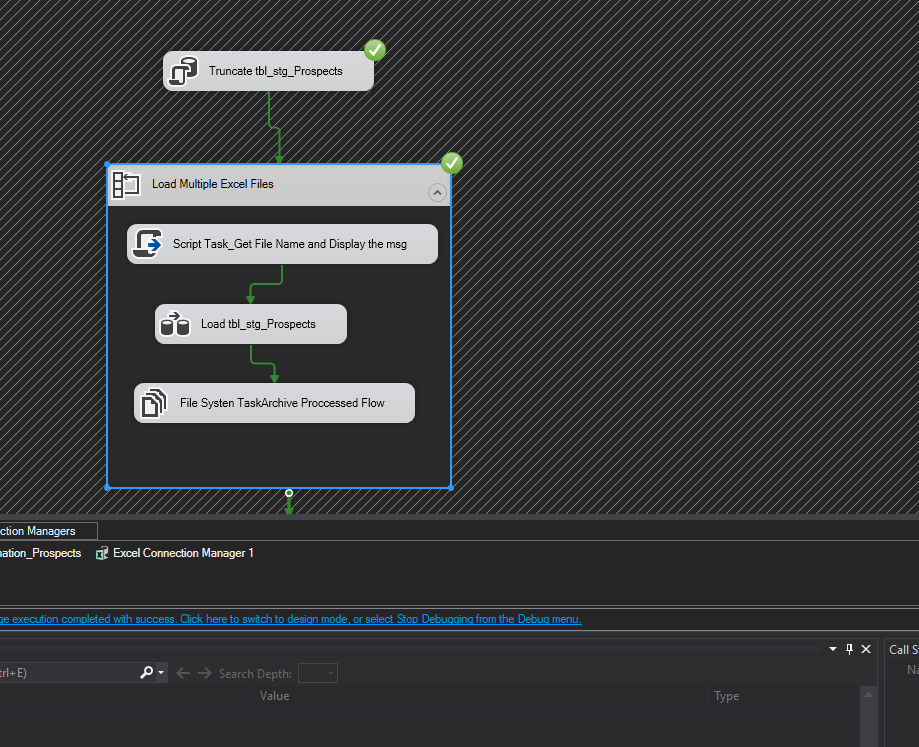 Truncate tbl_stg_Prospects
Load Multiple Excel Files
Script Task_Get File Name and Display the msg
Load tbl_stg_Prospects
File Systen TaskArchive Proccessed Flow
ction Managers
nation_Prospects Excel Connection Manager 1
ge execution completed with success. Click here to switch to design mode, or select Stop Debugging from the Debug menu.
Call S
trl+E) Search Depth:
Na
Value Type